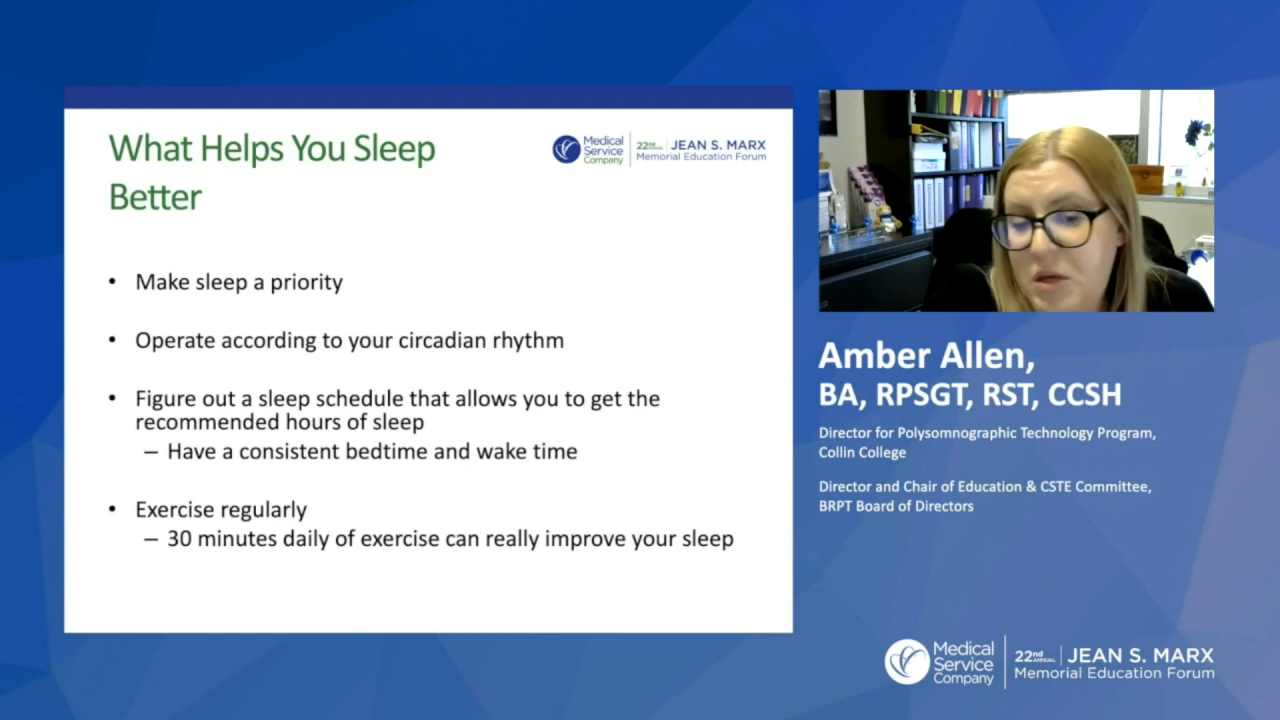 What Helps You Sleep
Better
Medical
Service
Company
22nd ANNUAL
JEAN S. MARX
Memorial Education Forum
• Make sleep a priority
• Operate according to your circadian rhythm
• Figure out a sleep schedule that allows you to get the
recommended hours of sleep
– Have a consistent bedtime and wake time
• Exercise regularly
– 30 minutes daily of exercise can really improve your sleep
Amber Allen,
BA, RPSGT, RST, CCSH
Director for Polysomnographic Technology Program,
Collin College
Director and Chair of Education & CSTE Committee,
BRPT Board of Directors
Medical
Service
Company
22nd ANNUAL
JEAN S. MARX
Memorial Education Forum